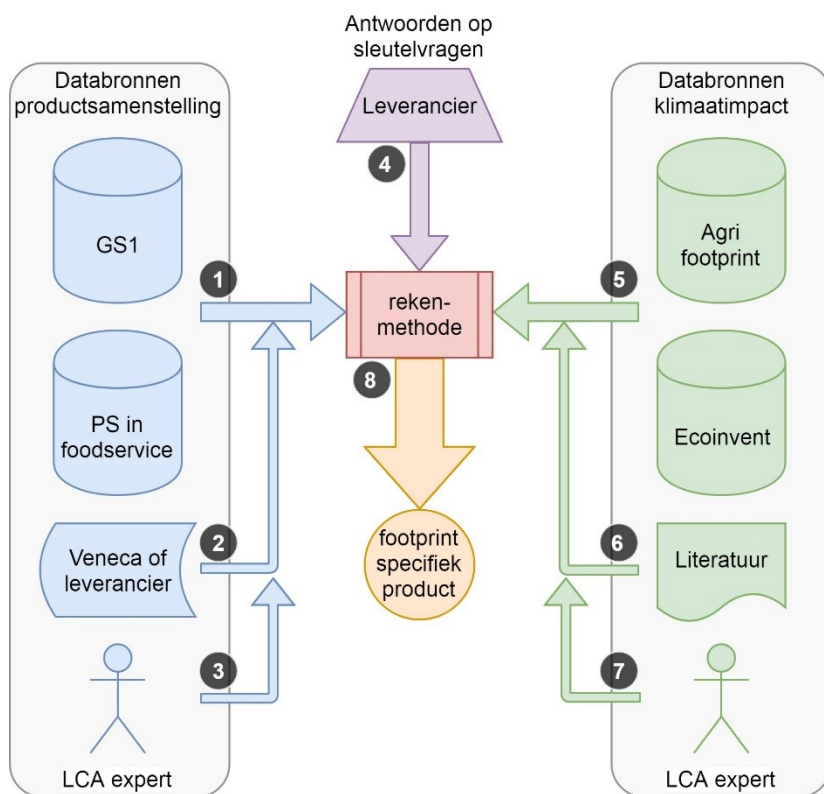 Antwoorden op
sleutelvragen
Databronnen
productsamenstelling
Leverancier
Databronnen
klimaatimpact
4
GS1
Agri
footprint
1
reken-
methode
5
8
PS in
foodservice
Ecoinvent
2
Veneca of
leverancier
footprint
specifiek
product
6
Literatuur
3
7
LCA expert
LCA expert